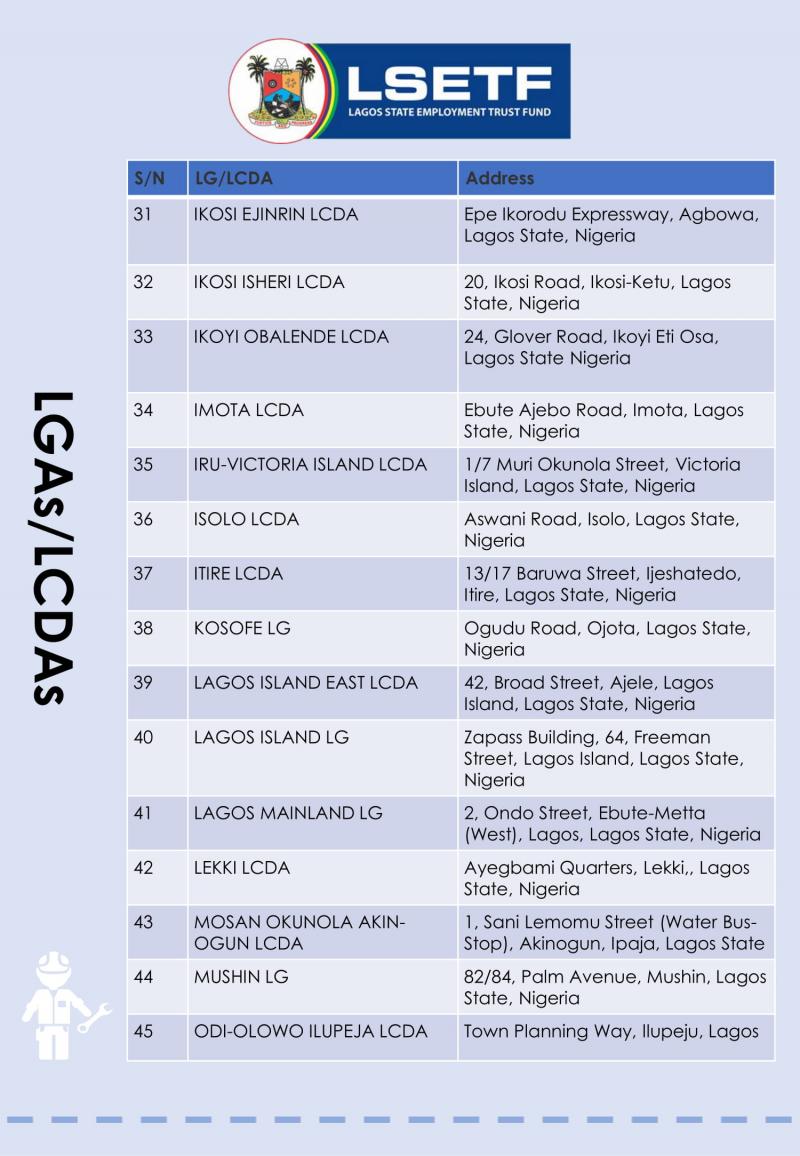 LSETF
LAGOS STATE EMPLOYMENT TRUST FUND
LGAs/LCDAs
S/N LG/LCDA Address
31 IKOSI EJINRIN LCDA Epe Ikorodu Expressway, Agbowa,
Lagos State, Nigeria
32 IKOSI ISHERI LCDA 20, Ikosi Road, Ikosi-Ketu, Lagos
State, Nigeria
33 IKOYI OBALENDE LCDA 24, Glover Road, Ikoyi Eti Osa,
Lagos State Nigeria
34 IMOTA LCDA Ebute Ajebo Road, Imota, Lagos
State, Nigeria
35 IRU-VICTORIA ISLAND LCDA 1/7 Muri Okunola Street, Victoria
Island, Lagos State, Nigeria
36 ISOLO LCDA Aswani Road, Isolo, Lagos State,
Nigeria
37 ITIRE LCDA 13/17 Baruwa Street, Ijeshatedo,
Itire, Lagos State, Nigeria
38 KOSOFE LG Ogudu Road, Ojota, Lagos State,
Nigeria
39 LAGOS ISLAND EAST LCDA 42, Broad Street, Ajele, Lagos
Island, Lagos State, Nigeria
40 LAGOS ISLAND LG Zapass Building, 64, Freeman
Street, Lagos Island, Lagos State,
Nigeria
41 LAGOS MAINLAND LG 2, Ondo Street, Ebute-Metta
(West), Lagos, Lagos State, Nigeria
42 LEKKI LCDA Ayegbami Quarters, Lekki,, Lagos
State, Nigeria
43 MOSAN OKUNOLA AKIN- 1, Sani Lemomu Street (Water Bus-
OGUN LCDA Stop), Akinogun, Ipaja, Lagos State
44 MUSHIN LG 82/84, Palm Avenue, Mushin, Lagos
State, Nigeria
45 ODI-OLOWO ILUPEJA LCDA Town Planning Way, Ilupeju, Lagos